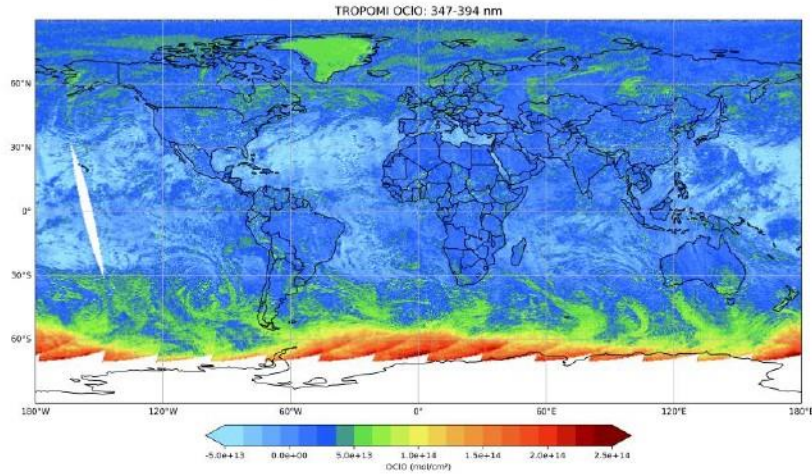 TROPOMI OClO: 347-394 nm
60°N
30°N
0°
30°S
60°S
180°W 120°W 60°W 0° 60°E 120°E 180°E
-5.0e+13 0.0e+00 5.0e+13 1.0e+14 1.5e+14 2.0e+14 2.5e+14
OClO (mol/cm²)